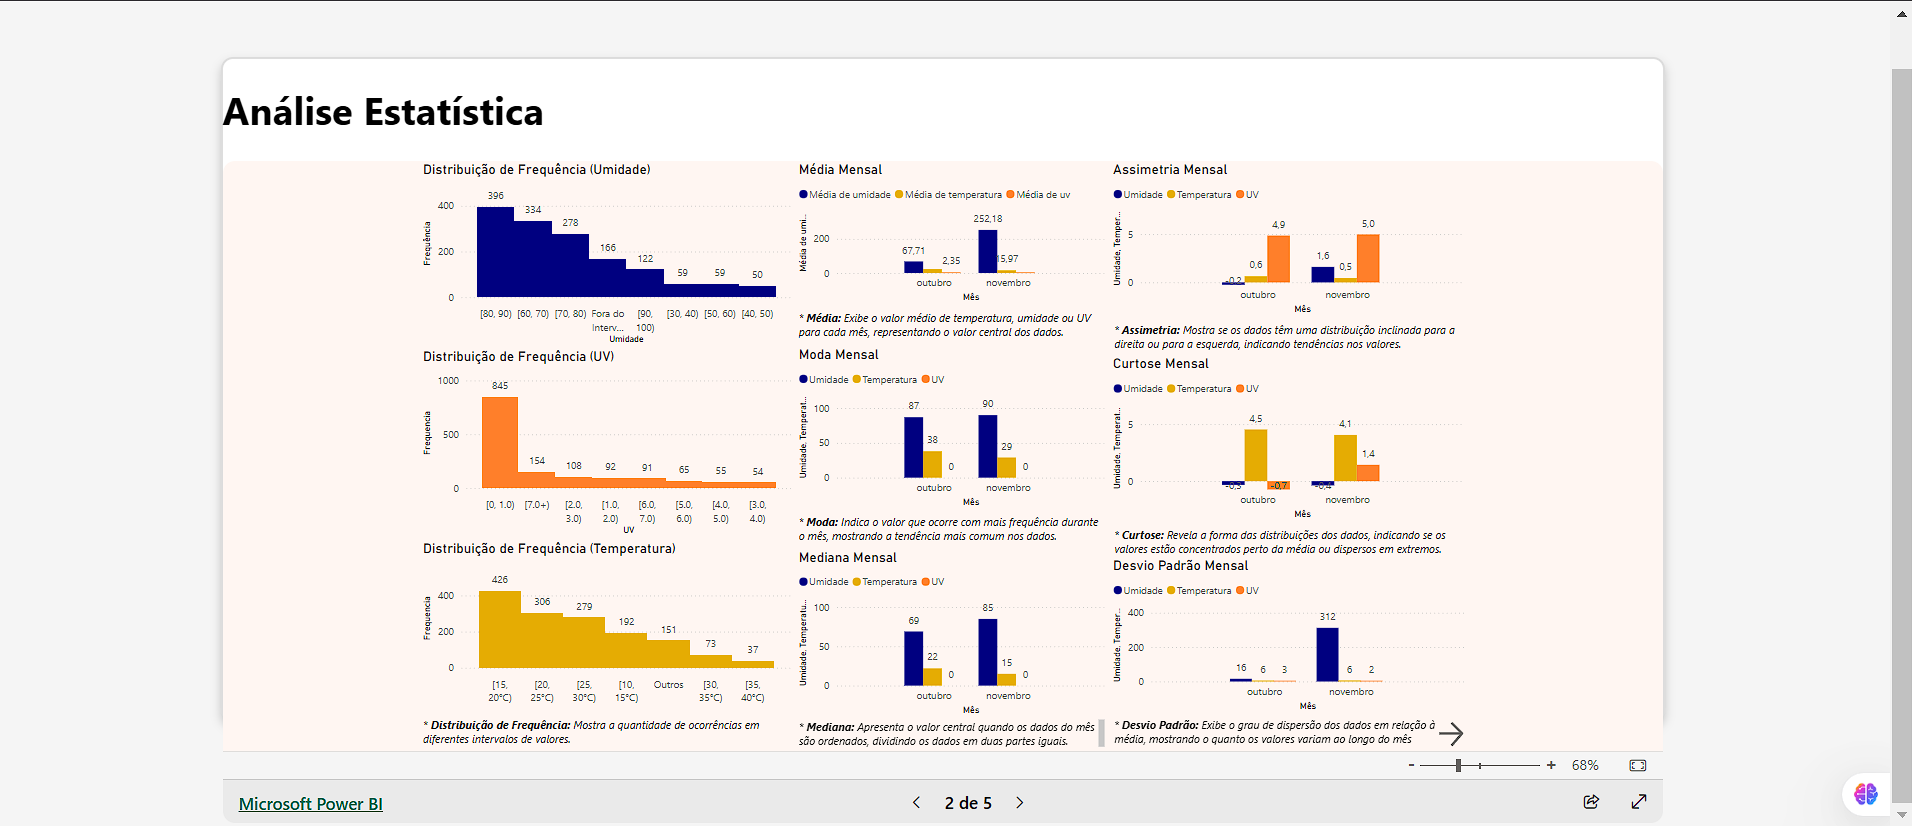 Análise Estatística
Distribuição de Frequência (Umidade)
Frequência
400
200
0
396
334
278
166
122
59
59
50
[80, 90) [60, 70) [70, 80) Fora do [90, [30, 40) [50, 60) [40, 50)
Interv... 100)
Umidade
Distribuição de Frequência (UV)
Frequencia
1000
500
0
845
154
108
92
91
65
55
54
[0, 1.0) [7.0+) [2.0, [1.0, [6.0, [5.0, [4.0, [3.0,
3.0) 2.0) 7.0) 6.0) 5.0) 4.0)
UV
Distribuição de Frequência (Temperatura)
Frequencia
400
200
0
426
306
279
192
151
73
37
[15, [20, [25, [10, Outros [30, [35,
20°C) 25°C) 30°C) 15°C) 35°C) 40°C)
* Distribuição de Frequência: Mostra a quantidade de ocorrências em
diferentes intervalos de valores.
Média Mensal
Média de umidade Média de temperatura Média de uv
Média de umi...
200
0
67,71
2,35
252,18
15,97
outubro novembro
Mês
* Média: Exibe o valor médio de temperatura, umidade ou UV
para cada mês, representando o valor central dos dados.
Moda Mensal
Umidade Temperatura UV
Umidade, Temperat...
100
50
0
87
38
0
90
29
0
outubro novembro
Mês
* Moda: Indica o valor que ocorre com mais frequência durante
o mês, mostrando a tendência mais comum nos dados.
Mediana Mensal
Umidade Temperatura UV
Umidade, Temperatu...
100
50
0
69
22
0
85
15
0
outubro novembro
Mês
* Mediana: Apresenta o valor central quando os dados do mês
são ordenados, dividindo os dados em duas partes iguais.
Assimetria Mensal
Umidade Temperatura UV
Umidade, Temper...
5
0
-0,2
0,6
4,9
1,6
0,5
5,0
outubro novembro
Mês
* Assimetria: Mostra se os dados têm uma distribuição inclinada para a
direita ou para a esquerda, indicando tendências nos valores.
Curtose Mensal
Umidade Temperatura UV
Umidade, Temperat...
5
0
-0,3
4,5
-0,7
-0,4
4,1
1,4
outubro novembro
Mês
* Curtose: Revela a forma das distribuições dos dados, indicando se os
valores estão concentrados perto da média ou dispersos em extremos.
Desvio Padrão Mensal
Umidade Temperatura UV
Umidade, Temper...
400
200
0
16
6
3
312
6
2
outubro novembro
Mês
* Desvio Padrão: Exibe o grau de dispersão dos dados em relação à
média, mostrando o quanto os valores variam ao longo do mês
- + 68%
Microsoft Power BI
2 de 5